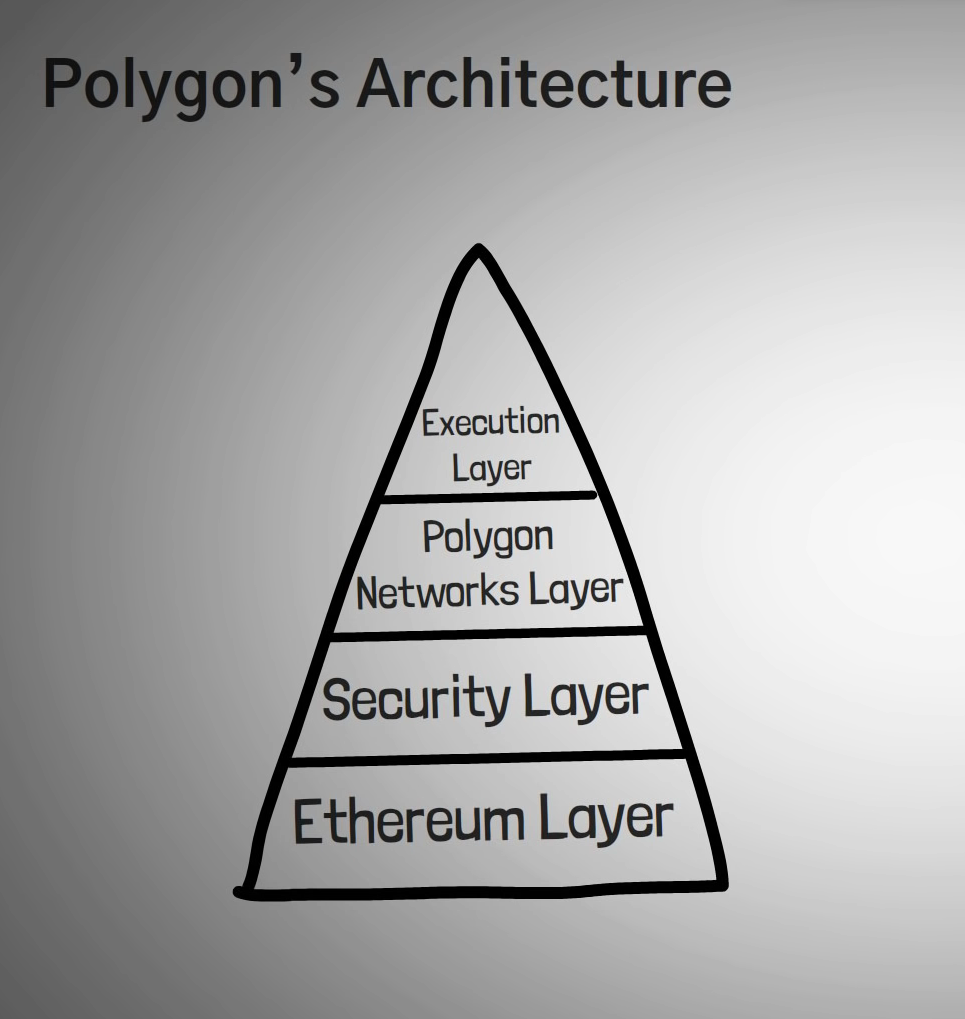 Polygon’s Architecture
Execution
Layer
Polygon
Networks Layer
Security Layer
Ethereum Layer